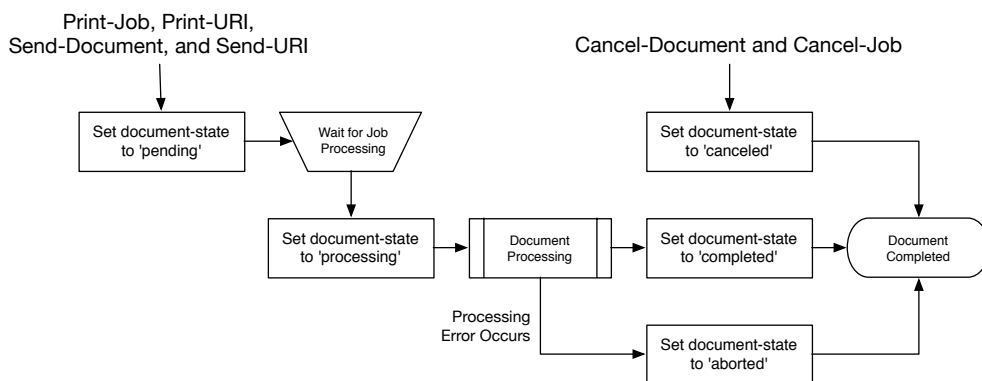 Print-Job, Print-URI,
Send-Document, and Send-URI
Cancel-Document and Cancel-Job
Set document-state
to 'pending'
Wait for Job
Processing
Set document-state
to 'canceled'
Set document-state
to 'processing'
Document
Processing
Set document-state
to 'completed'
Document
Completed
Processing
Error Occurs
Set document-state
to 'aborted'